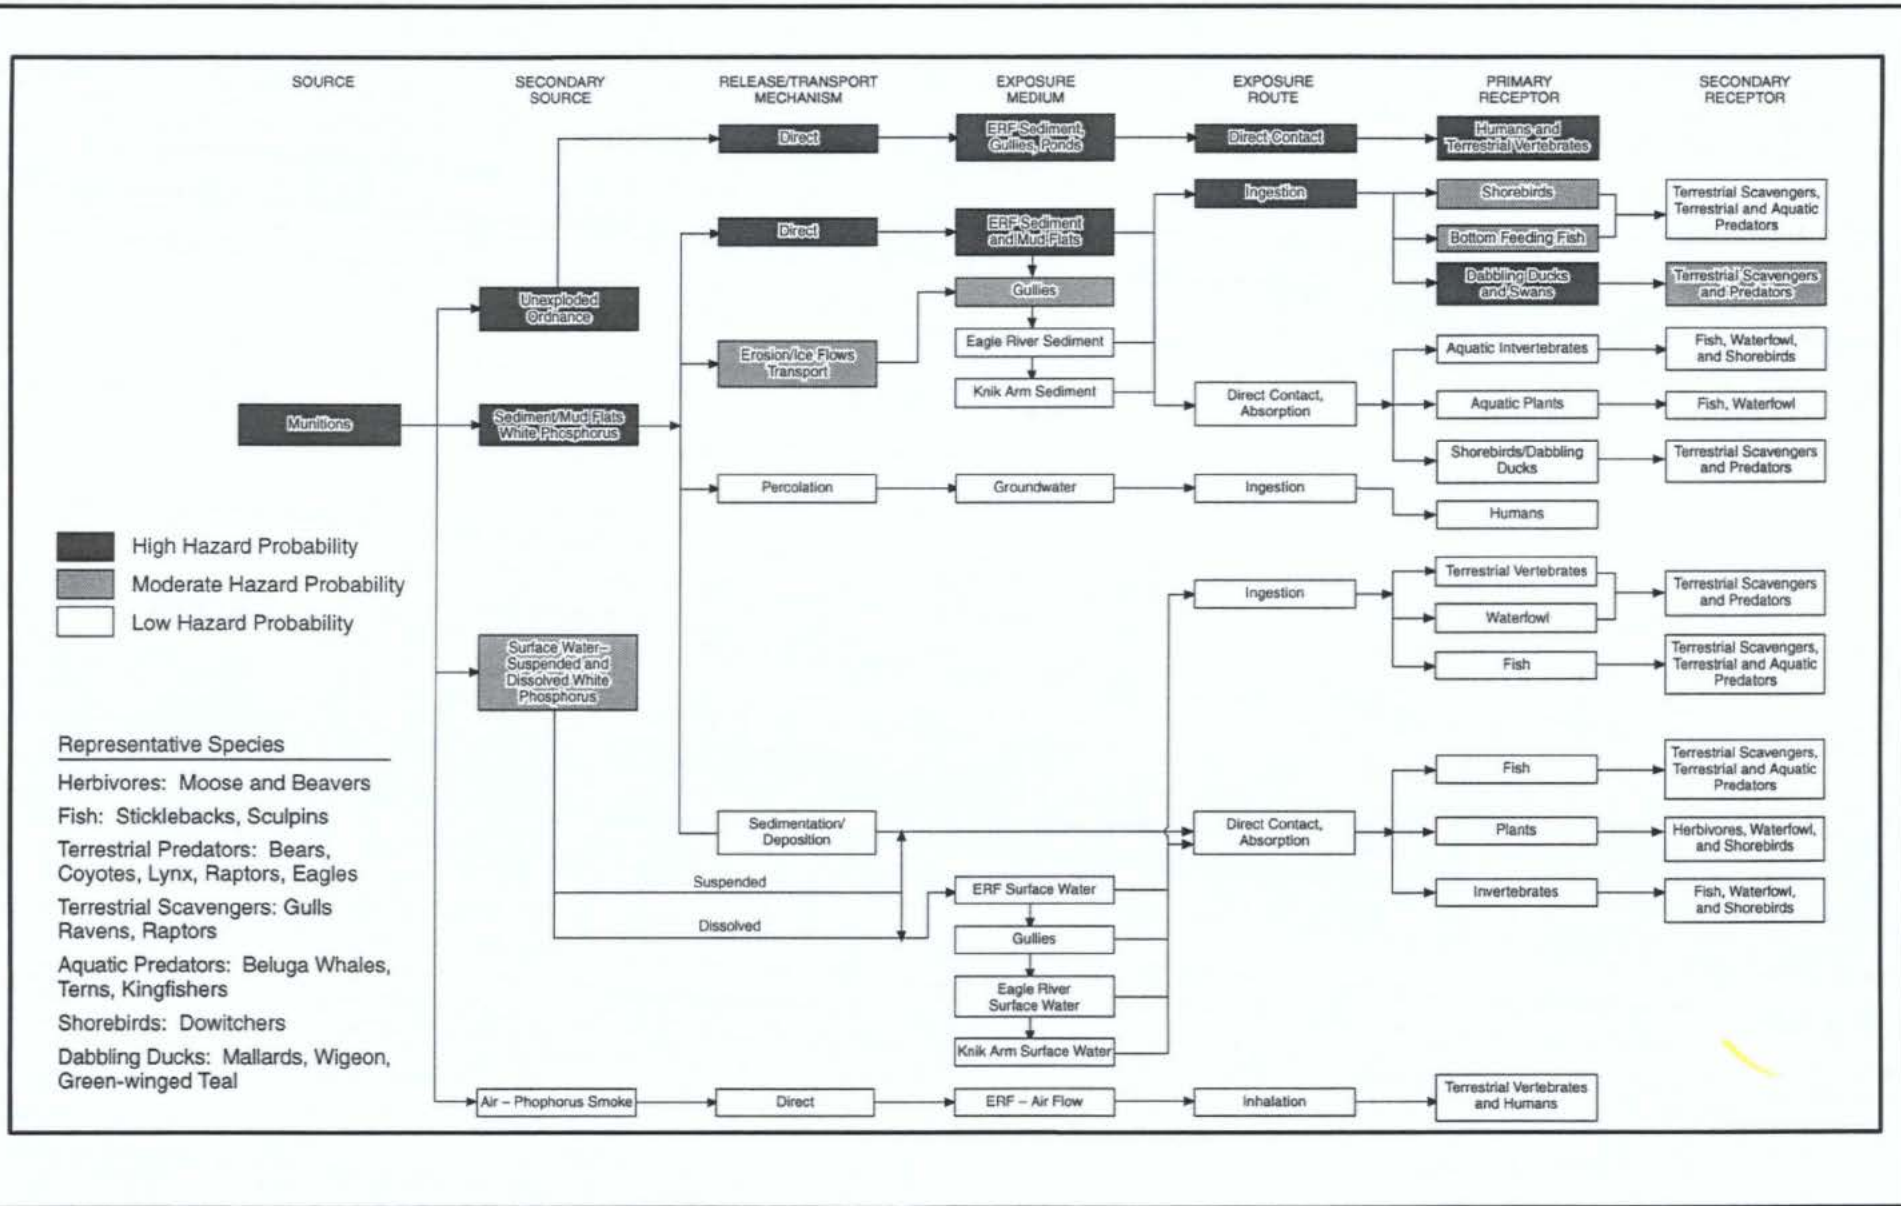 SOURCE
SECONDARY
SOURCE
RELEASE/TRANSPORT
MECHANISM
EXPOSURE
MEDIUM
EXPOSURE
ROUTE
PRIMARY
RECEPTOR
SECONDARY
RECEPTOR
Direct
ERF Sediment,
Gullies, Ponds
Direct Contact
Humans and
Terrestrial Vertebrates
Ingestion
Shorebirds
Terrestrial Scavengers,
Terrestrial and Aquatic
Predators
Direct
ERF Sediment
and Mud Flats
Bottom Feeding Fish
Dabbling Ducks
and Swans
Terrestrial Scavengers
and Predators
Unexploded
Ordnance
Gullies
Erosion/Ice Flows
Transport
Eagle River Sediment
Aquatic Intvertebrates
Fish, Waterfowl,
and Shorebirds
Knik Arm Sediment
Direct Contact,
Absorption
Aquatic Plants
Fish, Waterfowl
Munitions
Sediment/Mud Flats
White Phosphorus
Shorebirds/Dabbling
Ducks
Terrestrial Scavengers
and Predators
Percolation
Groundwater
Ingestion
Humans
High Hazard Probability
Moderate Hazard Probability
Low Hazard Probability
Ingestion
Terrestrial Vertebrates
Waterfowl
Terrestrial Scavengers
and Predators
Fish
Terrestrial Scavengers,
Terrestrial and Aquatic
Predators
Surface Water–
Suspended and
Dissolved White
Phosphorus
Representative Species
Herbivores: Moose and Beavers
Fish: Sticklebacks, Sculpins
Terrestrial Predators: Bears,
Coyotes, Lynx, Raptors, Eagles
Terrestrial Scavengers: Gulls
Ravens, Raptors
Aquatic Predators: Beluga Whales,
Terns, Kingfishers
Shorebirds: Dowitchers
Dabbling Ducks: Mallards, Wigeon,
Green-winged Teal
Fish
Terrestrial Scavengers,
Terrestrial and Aquatic
Predators
Sedimentation/
Deposition
Direct Contact,
Absorption
Plants
Herbivores, Waterfowl,
and Shorebirds
Suspended
ERF Surface Water
Invertebrates
Fish, Waterfowl,
and Shorebirds
Dissolved
Gullies
Eagle River
Surface Water
Knik Arm Surface Water
Air – Phophorus Smoke
Direct
ERF – Air Flow
Inhalation
Terrestrial Vertebrates
and Humans